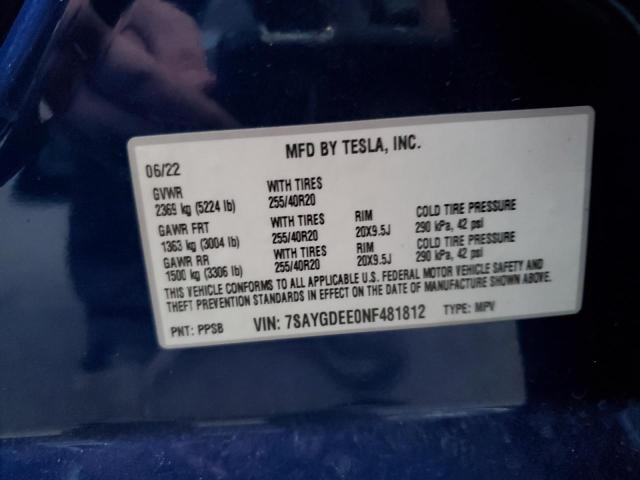 MFD BY TESLA, INC.
06/22
GVWR WITH TIRES
2369 kg (5224 lb) 255/40R20
GAWR FRT WITH TIRES RIM COLD TIRE PRESSURE
1363 kg (3004 lb) 255/40R20 20X9.5J 290 kPa, 42 psi
GAWR RR WITH TIRES RIM COLD TIRE PRESSURE
1500 kg (3306 lb) 255/40R20 20X9.5J 290 kPa, 42 psi
THIS VEHICLE CONFORMS TO ALL APPLICABLE U.S. FEDERAL MOTOR VEHICLE SAFETY AND
THEFT PREVENTION STANDARDS IN EFFECT ON THE DATE OF MANUFACTURE SHOWN ABOVE.
PNT: PPSB VIN: 7SAYGDEE0NF481812 TYPE: MPV